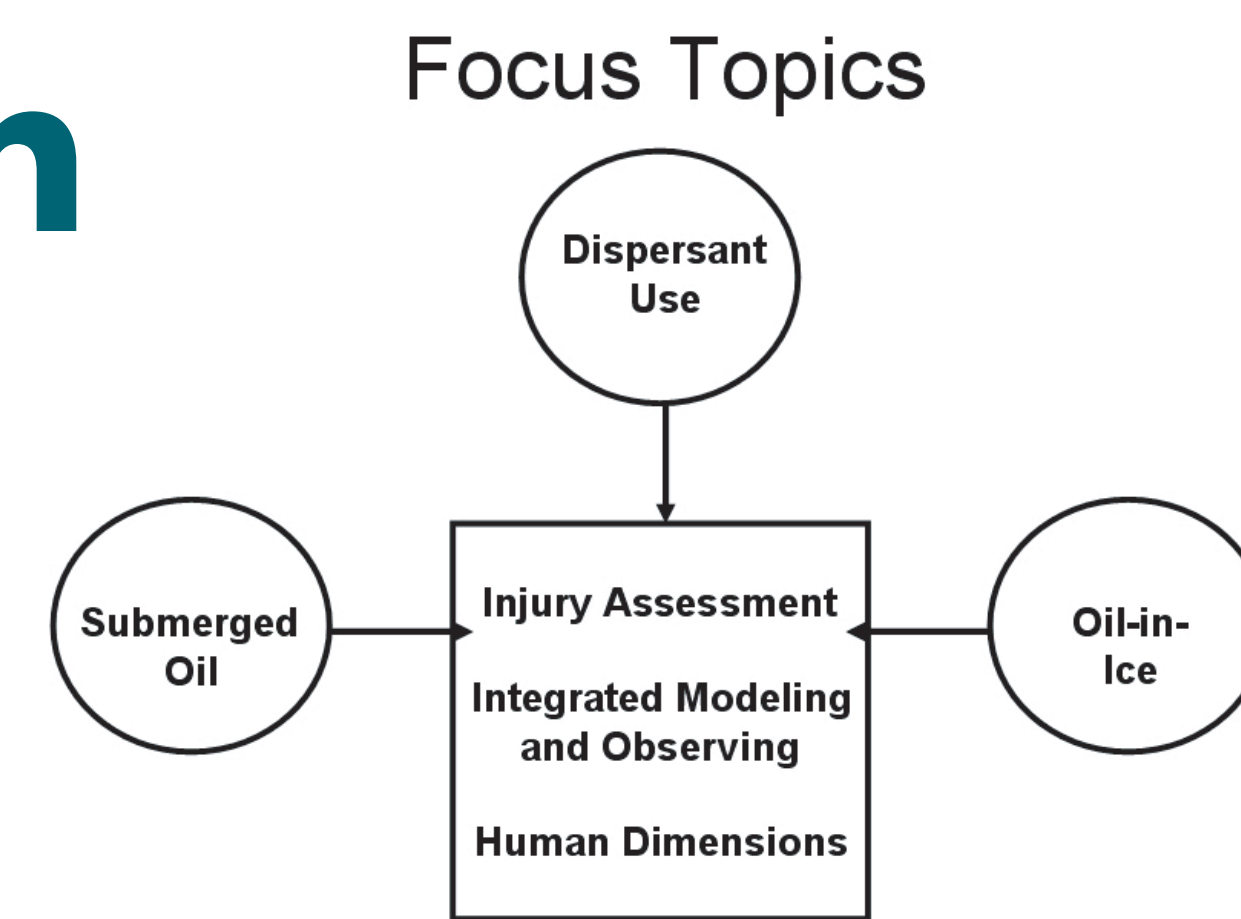 Focus Topics
n
Dispersant
Use
Submerged
Oil
Injury Assessment
Integrated Modeling
and Observing
Human Dimensions
Oil-in-
Ice